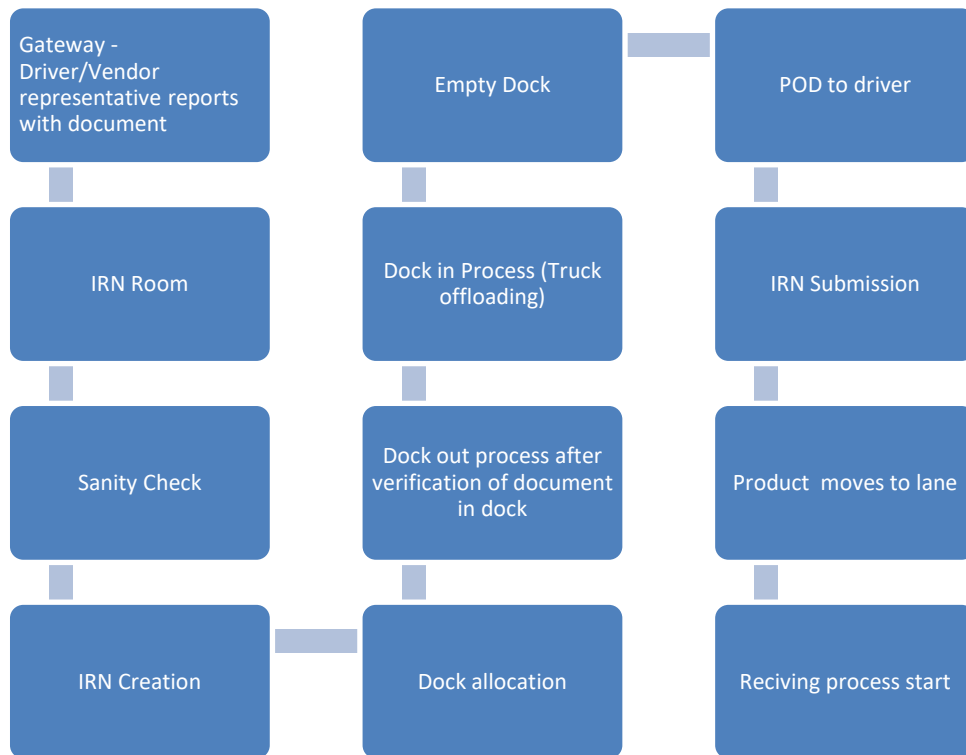 Gateway -
Driver/Vendor
representative reports
with document
IRN Room
Sanity Check
IRN Creation
Dock allocation
Dock out process after
verification of document
in dock
Dock in Process (Truck
offloading)
Empty Dock
POD to driver
IRN Submission
Product  moves to lane
Reciving process start